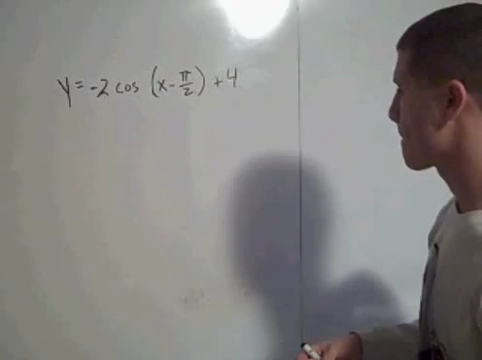 y = -2 cos (x - π/2) + 4